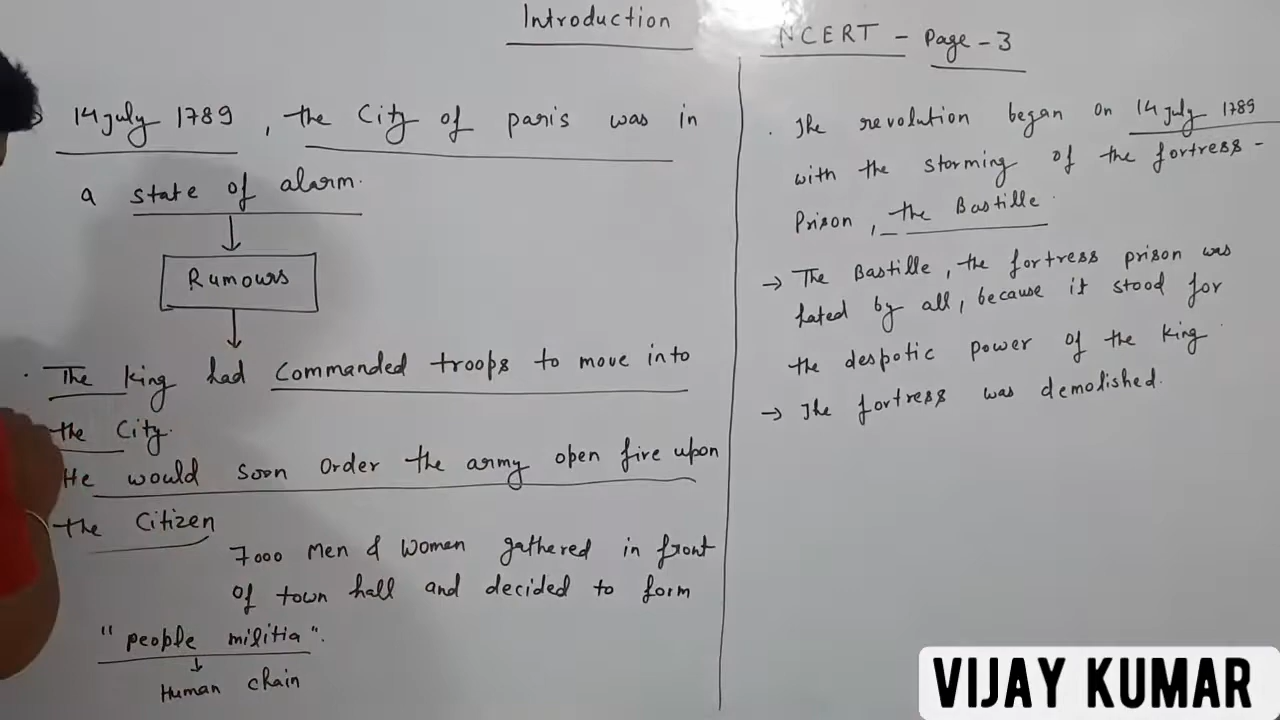 Introduction
14 July 1789, the City of paris was in
a state of alarm.
Rumours
The king had Commanded troops to move into
the City.
He would soon Order the army open fire upon
the Citizen
7000 Men & Women gathered in front
of town hall and decided to form
"people militia".
Human chain
NCERT - Page - 3
The revolution began on 14 July 1789
with the storming of the fortress -
Prison, the Bastille.
→ The Bastille, the fortress prison was
hated by all, because it stood for
the despotic power of the king.
→ The fortress was demolished.
VIJAY KUMAR